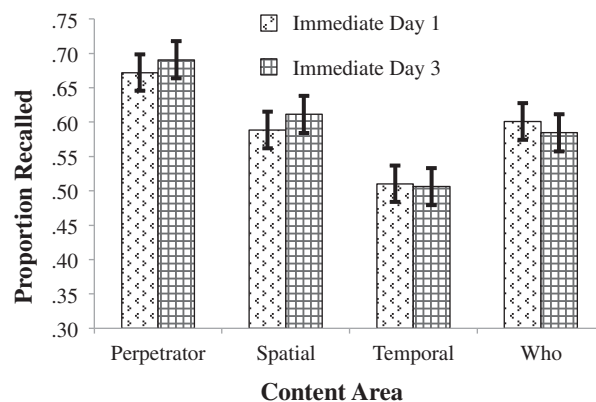 .75
.70
.65
.60
.55
.50
.45
.40
.35
.30
Proportion Recalled
Immediate Day 1
Immediate Day 3
Perpetrator Spatial Temporal Who
Content Area